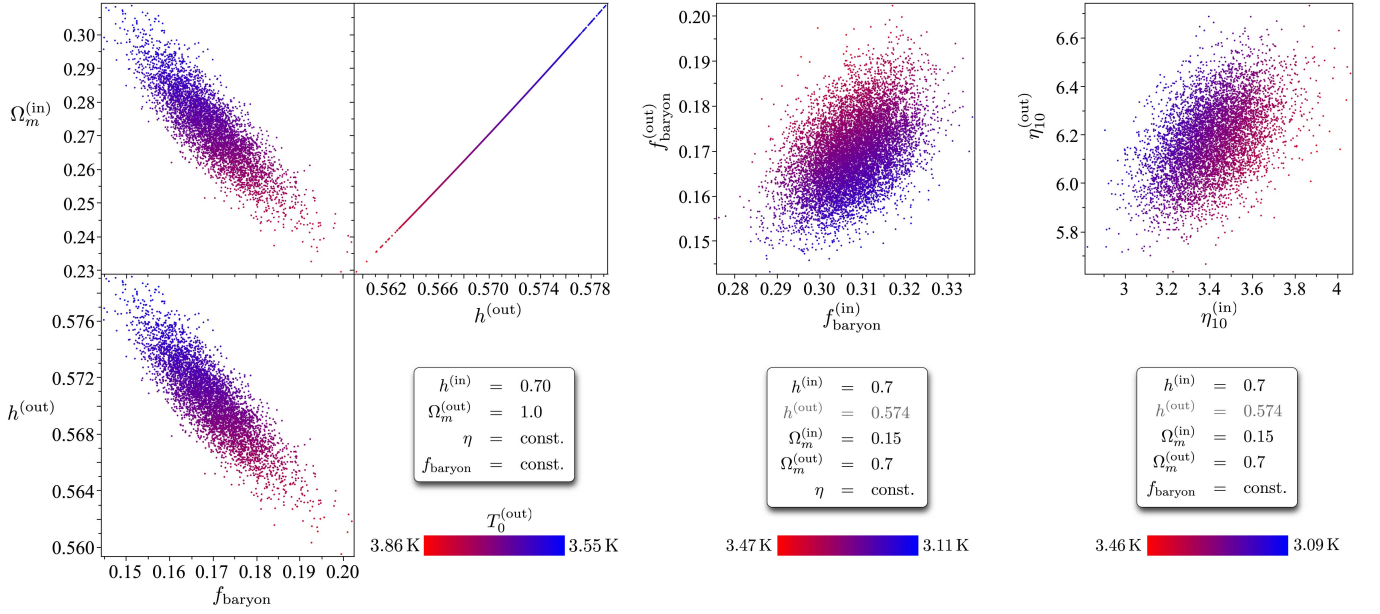 0.30
0.29
0.28
0.27
0.26
0.25
0.24
0.23
Ω_m^(in)
0.562 0.566 0.570 0.574 0.578
h^(out)
0.576
0.572
0.568
0.564
0.560
h^(out)
0.15 0.16 0.17 0.18 0.19 0.20
f_baryon
h^(in) = 0.70
Ω_m^(out) = 1.0
η = const.
f_baryon = const.
T_0^(out)
3.86 K 3.55 K
0.20
0.19
0.18
0.17
0.16
0.15
f_baryon^(out)
0.28 0.29 0.30 0.31 0.32 0.33
f_baryon^(in)
h^(in) = 0.7
h^(out) = 0.574
Ω_m^(in) = 0.15
Ω_m^(out) = 0.7
η = const.
3.47 K 3.11 K
6.6
6.4
6.2
6.0
5.8
η_10^(out)
3 3.2 3.4 3.6 3.8 4
η_10^(in)
h^(in) = 0.7
h^(out) = 0.574
Ω_m^(in) = 0.15
Ω_m^(out) = 0.7
f_baryon = const.
3.46 K 3.09 K